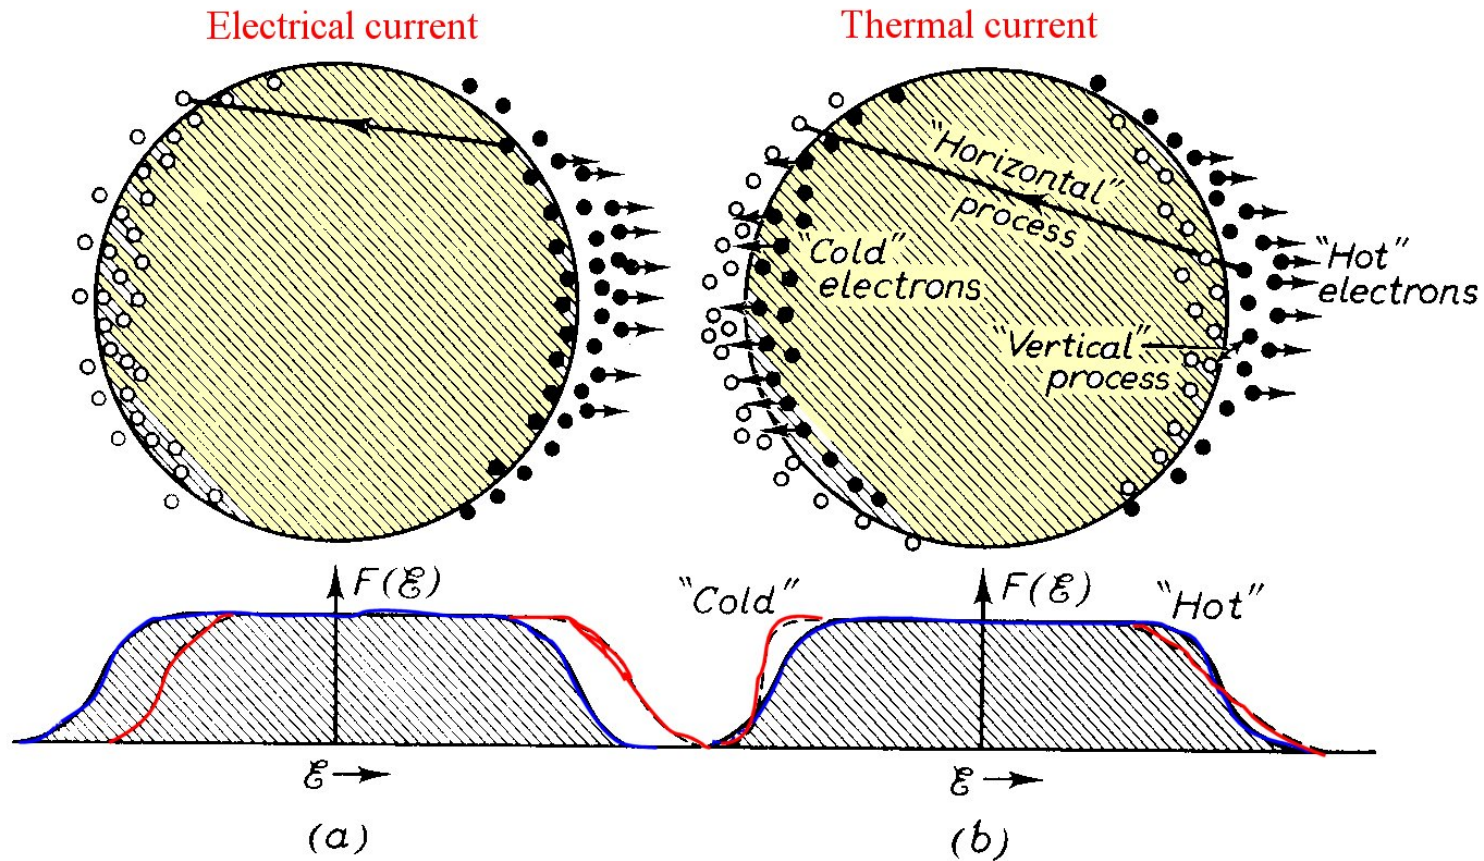 Electrical current
Thermal current
"Horizontal"
process
"Cold"
electrons
"Hot"
electrons
"Vertical"
process
F(ℰ)
"Cold"
F(ℰ)
"Hot"
ℰ
ℰ
(a)
(b)